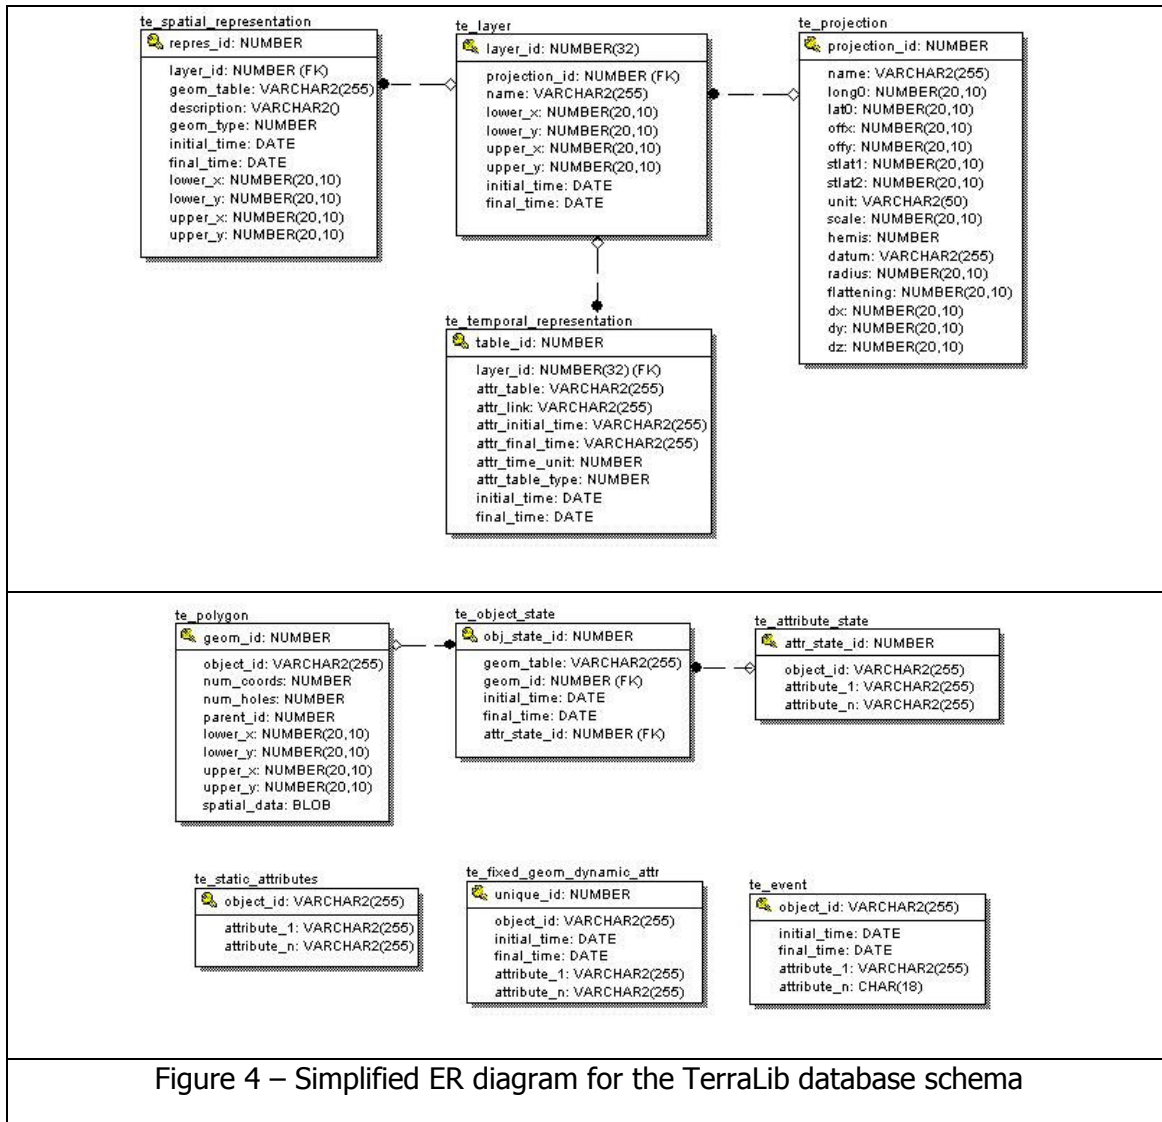 te_spatial_representation
repres_id: NUMBER
layer_id: NUMBER (FK)
geom_table: VARCHAR2(255)
description: VARCHAR2()
geom_type: NUMBER
initial_time: DATE
final_time: DATE
lower_x: NUMBER(20,10)
lower_y: NUMBER(20,10)
upper_x: NUMBER(20,10)
upper_y: NUMBER(20,10)
te_layer
layer_id: NUMBER(32)
projection_id: NUMBER (FK)
name: VARCHAR2(255)
lower_x: NUMBER(20,10)
lower_y: NUMBER(20,10)
upper_x: NUMBER(20,10)
upper_y: NUMBER(20,10)
initial_time: DATE
final_time: DATE
te_projection
projection_id: NUMBER
name: VARCHAR2(255)
long0: NUMBER(20,10)
lat0: NUMBER(20,10)
offx: NUMBER(20,10)
offy: NUMBER(20,10)
stlat1: NUMBER(20,10)
stlat2: NUMBER(20,10)
unit: VARCHAR2(50)
scale: NUMBER(20,10)
hemis: NUMBER
datum: VARCHAR2(255)
radius: NUMBER(20,10)
flattening: NUMBER(20,10)
dx: NUMBER(20,10)
dy: NUMBER(20,10)
dz: NUMBER(20,10)
te_temporal_representation
table_id: NUMBER
layer_id: NUMBER(32) (FK)
attr_table: VARCHAR2(255)
attr_link: VARCHAR2(255)
attr_initial_time: VARCHAR2(255)
attr_final_time: VARCHAR2(255)
attr_time_unit: NUMBER
attr_table_type: NUMBER
initial_time: DATE
final_time: DATE
te_polygon
geom_id: NUMBER
object_id: VARCHAR2(255)
num_coords: NUMBER
num_holes: NUMBER
parent_id: NUMBER
lower_x: NUMBER(20,10)
lower_y: NUMBER(20,10)
upper_x: NUMBER(20,10)
upper_y: NUMBER(20,10)
spatial_data: BLOB
te_object_state
obj_state_id: NUMBER
geom_table: VARCHAR2(255)
geom_id: NUMBER (FK)
initial_time: DATE
final_time: DATE
attr_state_id: NUMBER (FK)
te_attribute_state
attr_state_id: NUMBER
object_id: VARCHAR2(255)
attribute_1: VARCHAR2(255)
attribute_n: VARCHAR2(255)
te_static_attributes
object_id: VARCHAR2(255)
attribute_1: VARCHAR2(255)
attribute_n: VARCHAR2(255)
te_fixed_geom_dynamic_attr
unique_id: NUMBER
object_id: VARCHAR2(255)
initial_time: DATE
final_time: DATE
attribute_1: VARCHAR2(255)
attribute_n: VARCHAR2(255)
te_event
object_id: VARCHAR2(255)
initial_time: DATE
final_time: DATE
attribute_1: VARCHAR2(255)
attribute_n: CHAR(18)
Figure 4 – Simplified ER diagram for the TerraLib database schema